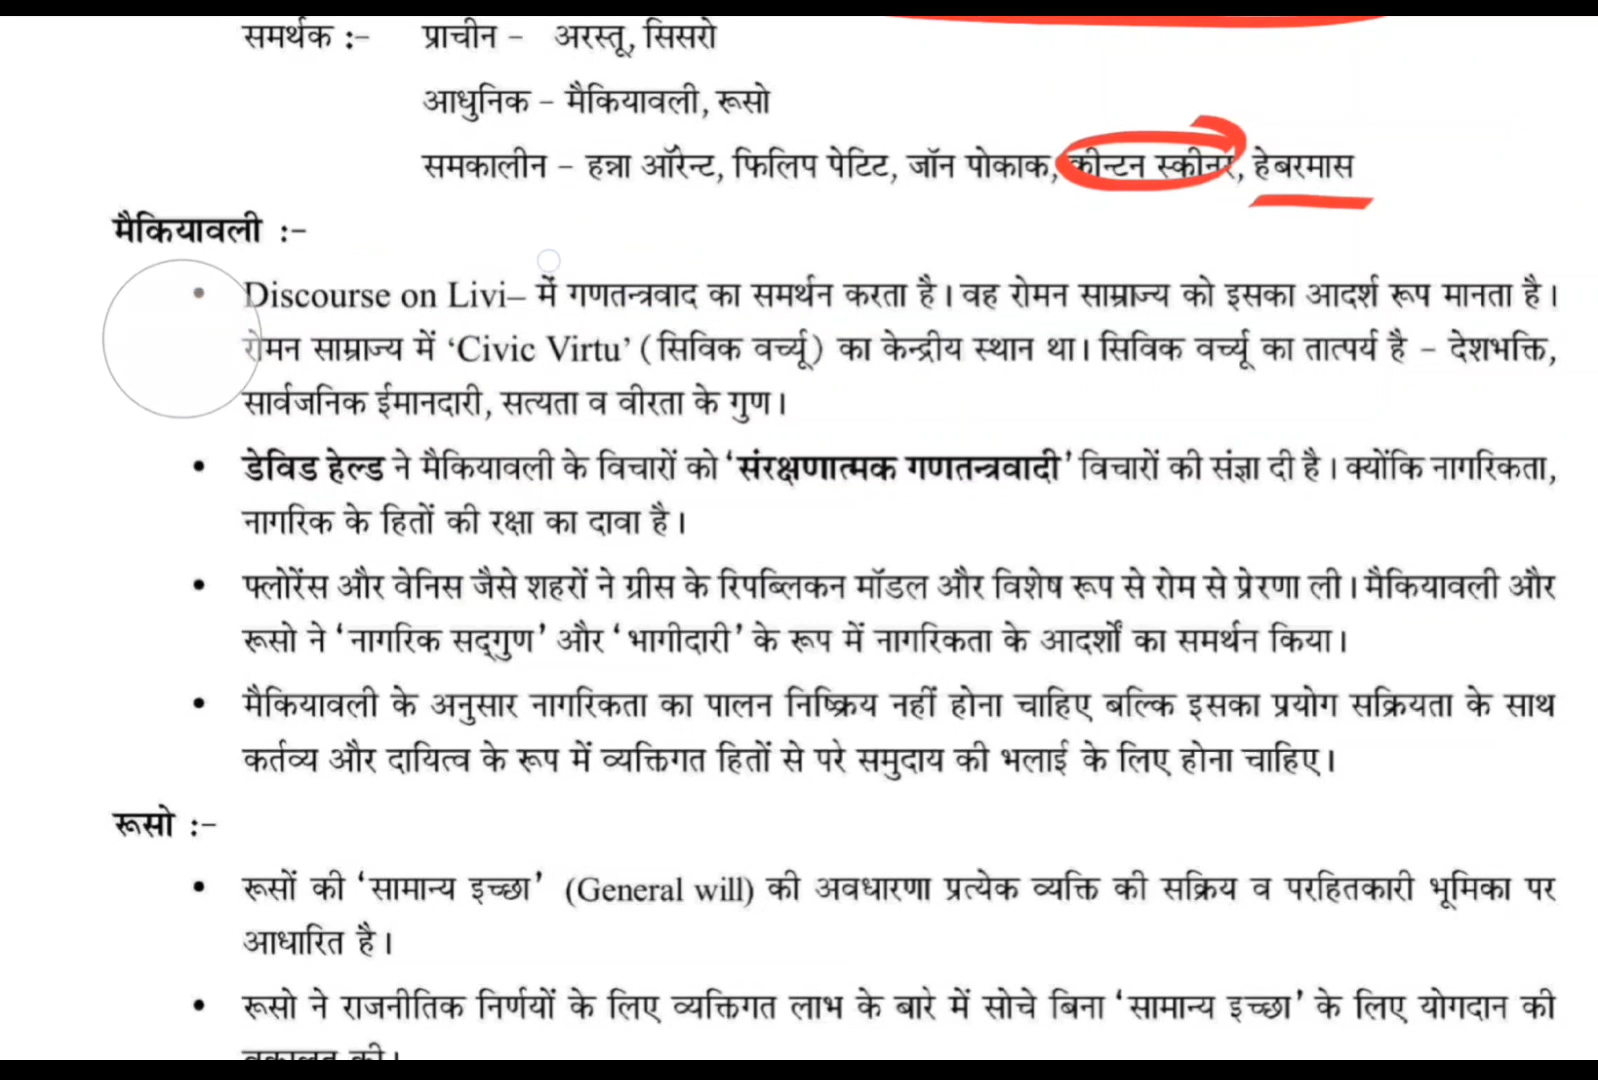 समर्थक :- प्राचीन - अरस्तू, सिसरो
आधुनिक - मैकियावली, रूसो
समकालीन - हन्ना ऑरेन्ट, फिलिप पेटिट, जॉन पोकाक, कीन्टन स्कीनर, हेबरमास
मैकियावली :-
• Discourse on Livi– में गणतन्त्रवाद का समर्थन करता है। वह रोमन साम्राज्य को इसका आदर्श रूप मानता है।
रोमन साम्राज्य में ‘Civic Virtu’ (सिविक वर्च्यू) का केन्द्रीय स्थान था। सिविक वर्च्यू का तात्पर्य है - देशभक्ति,
सार्वजनिक ईमानदारी, सत्यता व वीरता के गुण।
• डेविड हेल्ड ने मैकियावली के विचारों को ‘संरक्षणात्मक गणतन्त्रवादी’ विचारों की संज्ञा दी है। क्योंकि नागरिकता,
नागरिक के हितों की रक्षा का दावा है।
• फ्लोरेंस और वेनिस जैसे शहरों ने ग्रीस के रिपब्लिकन मॉडल और विशेष रूप से रोम से प्रेरणा ली। मैकियावली और
रूसो ने ‘नागरिक सद्गुण’ और ‘भागीदारी’ के रूप में नागरिकता के आदर्शों का समर्थन किया।
• मैकियावली के अनुसार नागरिकता का पालन निष्क्रिय नहीं होना चाहिए बल्कि इसका प्रयोग सक्रियता के साथ
कर्तव्य और दायित्व के रूप में व्यक्तिगत हितों से परे समुदाय की भलाई के लिए होना चाहिए।
रूसो :-
• रूसों की ‘सामान्य इच्छा’ (General will) की अवधारणा प्रत्येक व्यक्ति की सक्रिय व परहितकारी भूमिका पर
आधारित है।
• रूसो ने राजनीतिक निर्णयों के लिए व्यक्तिगत लाभ के बारे में सोचे बिना ‘सामान्य इच्छा’ के लिए योगदान की
वकालत की।